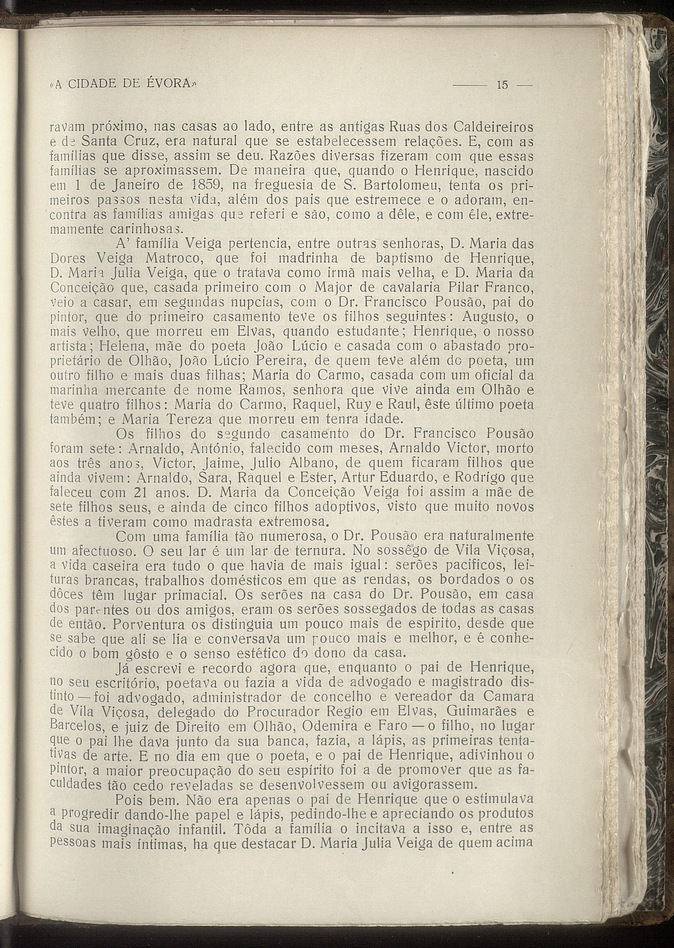 «A CIDADE DE ÉVORA» —— 15 —
ravam próximo, nas casas ao lado, entre as antigas Ruas dos Caldeireiros
e de Santa Cruz, era natural que se estabelecessem relações. E, com as
famílias que disse, assim se deu. Razões diversas fizeram com que essas
famílias se aproximassem. De maneira que, quando o Henrique, nascido
em 1 de Janeiro de 1859, na freguesia de S. Bartolomeu, tenta os pri-
meiros passos nesta vida, além dos pais que estremece e o adoram, en-
contra as famílias amigas que referi e são, como a dêle, e com éle, extre-
mamente carinhosas.
A' família Veiga pertencia, entre outras senhoras, D. Maria das
Dores Veiga Matroco, que foi madrinha de baptismo de Henrique,
D. Maria Julia Veiga, que o tratava como irmã mais velha, e D. Maria da
Conceição que, casada primeiro com o Major de cavalaria Pilar Franco,
veio a casar, em segundas nupcias, com o Dr. Francisco Pousão, pai do
pintor, que do primeiro casamento teve os filhos seguintes: Augusto, o
mais velho, que morreu em Elvas, quando estudante; Henrique, o nosso
artista; Helena, mãe do poeta João Lúcio e casada com o abastado pro-
prietário de Olhão, João Lúcio Pereira, de quem teve além do poeta, um
outro filho e mais duas filhas; Maria do Carmo, casada com um oficial da
marinha mercante de nome Ramos, senhora que vive ainda em Olhão e
teve quatro filhos: Maria do Carmo, Raquel, Ruy e Raul, êste último poeta
também; e Maria Tereza que morreu em tenra idade.
Os filhos do segundo casamento do Dr. Francisco Pousão
foram sete: Arnaldo, António, falecido com meses, Arnaldo Victor, morto
aos três anos, Victor, Jaime, Julio Albano, de quem ficaram filhos que
ainda vivem: Arnaldo, Sara, Raquel e Ester, Artur Eduardo, e Rodrigo que
faleceu com 21 anos. D. Maria da Conceição Veiga foi assim a mãe de
sete filhos seus, e ainda de cinco filhos adoptivos, visto que muito novos
êstes a tiveram como madrasta extremosa.
Com uma família tão numerosa, o Dr. Pousão era naturalmente
um afectuoso. O seu lar é um lar de ternura. No sossêgo de Vila Viçosa,
a vida caseira era tudo o que havia de mais igual: serões pacificos, lei-
turas brancas, trabalhos domésticos em que as rendas, os bordados o os
dôces têm lugar primacial. Os serões na casa do Dr. Pousão, em casa
dos parentes ou dos amigos, eram os serões sossegados de todas as casas
de então. Porventura os distinguia um pouco mais de espirito, desde que
se sabe que ali se lia e conversava um pouco mais e melhor, e é conhe-
cido o bom gôsto e o senso estético do dono da casa.
Já escrevi e recordo agora que, enquanto o pai de Henrique,
no seu escritório, poetava ou fazia a vida de advogado e magistrado dis-
tinto — foi advogado, administrador de concelho e vereador da Camara
de Vila Viçosa, delegado do Procurador Regio em Elvas, Guimarães e
Barcelos, e juiz de Direito em Olhão, Odemira e Faro — o filho, no lugar
que o pai lhe dava junto da sua banca, fazia, a lápis, as primeiras tenta-
tivas de arte. E no dia em que o poeta, e o pai de Henrique, adivinhou o
pintor, a maior preocupação do seu espírito foi a de promover que as fa-
culdades tão cedo reveladas se desenvolvessem ou avigorassem.
Pois bem. Não era apenas o pai de Henrique que o estimulava
a progredir dando-lhe papel e lápis, pedindo-lhe e apreciando os produtos
da sua imaginação infantil. Tôda a família o incitava a isso e, entre as
pessoas mais íntimas, ha que destacar D. Maria Julia Veiga de quem acima